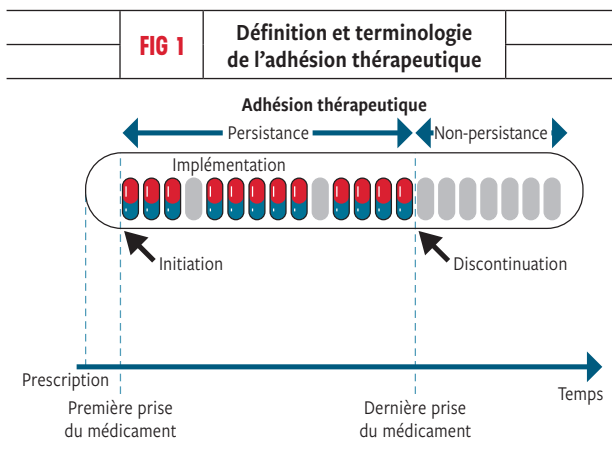 FIG 1
Définition et terminologie
de l’adhésion thérapeutique
Adhésion thérapeutique
Persistance
Non-persistance
Implémentation
Initiation
Discontinuation
Prescription
Temps
Première prise
du médicament
Dernière prise
du médicament